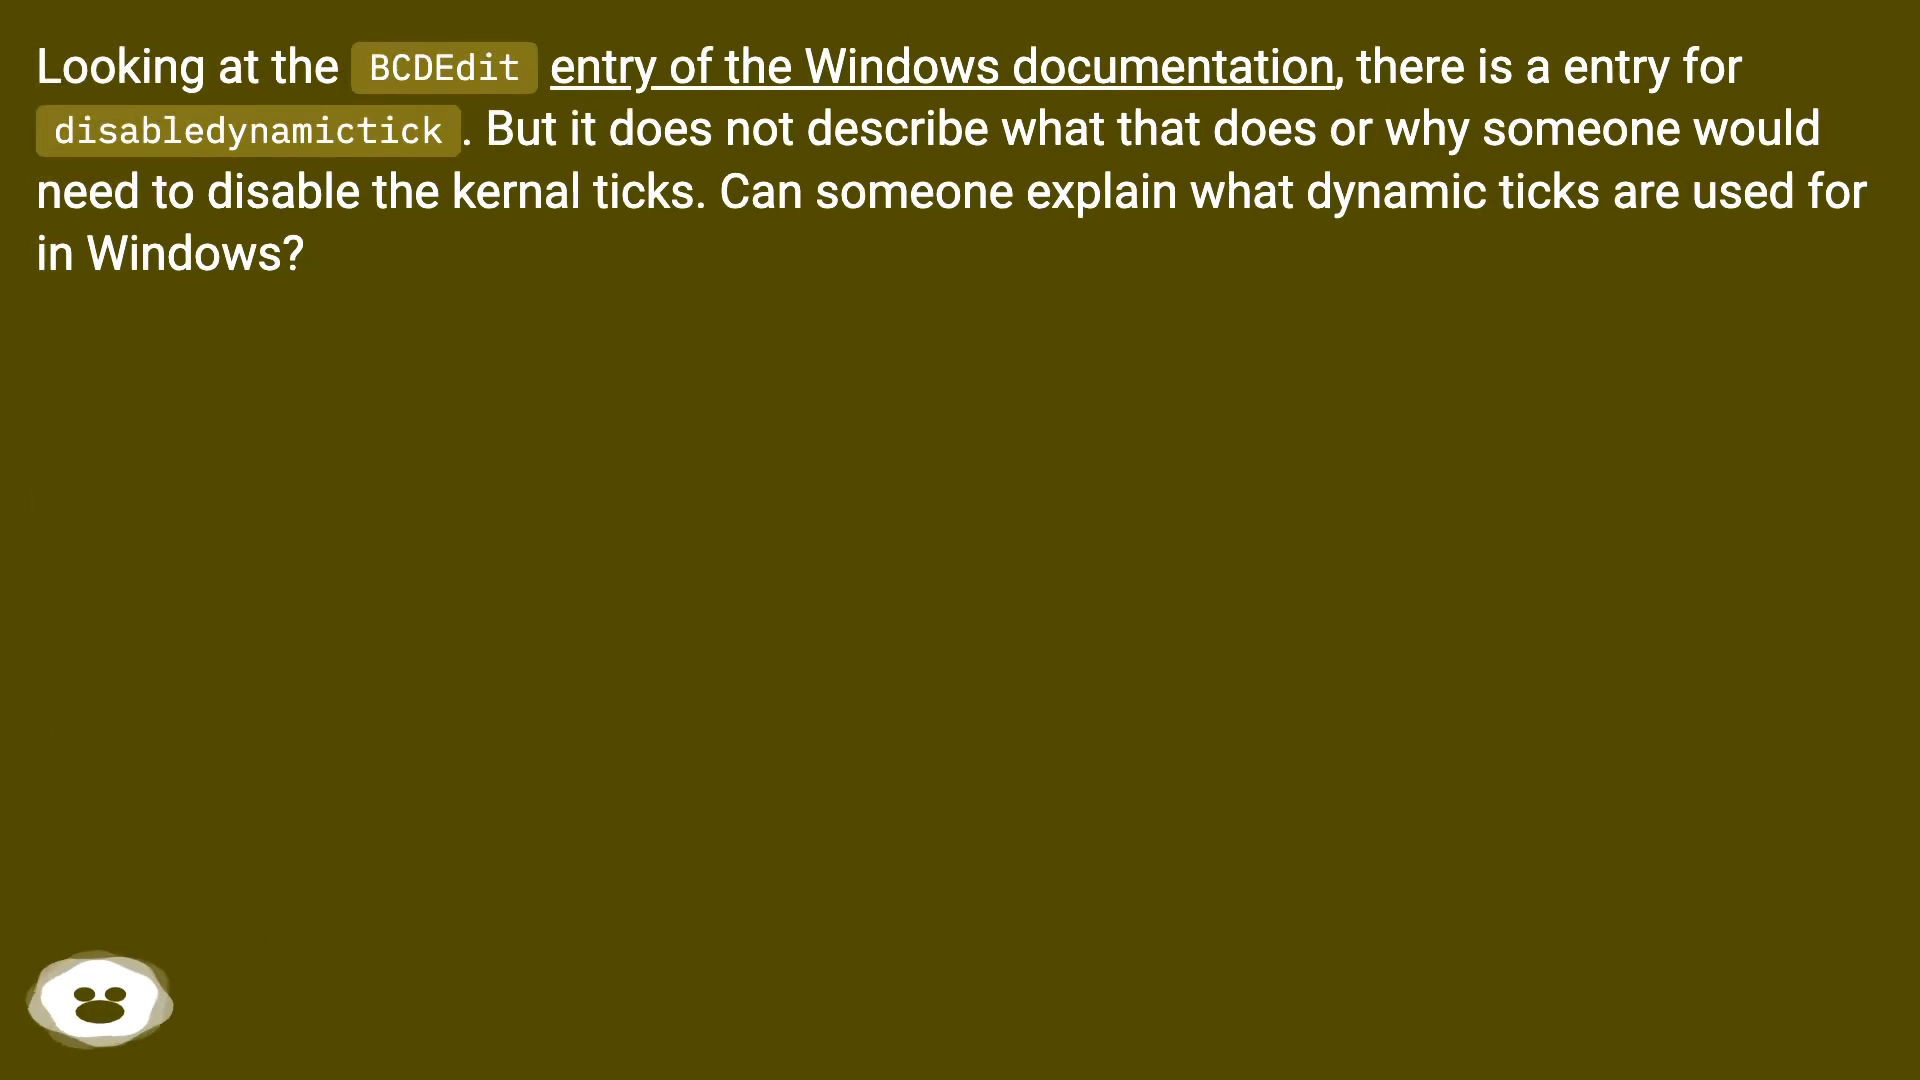 Looking at the BCDEdit entry of the Windows documentation, there is a entry for
disabledynamictick. But it does not describe what that does or why someone would
need to disable the kernal ticks. Can someone explain what dynamic ticks are used for
in Windows?